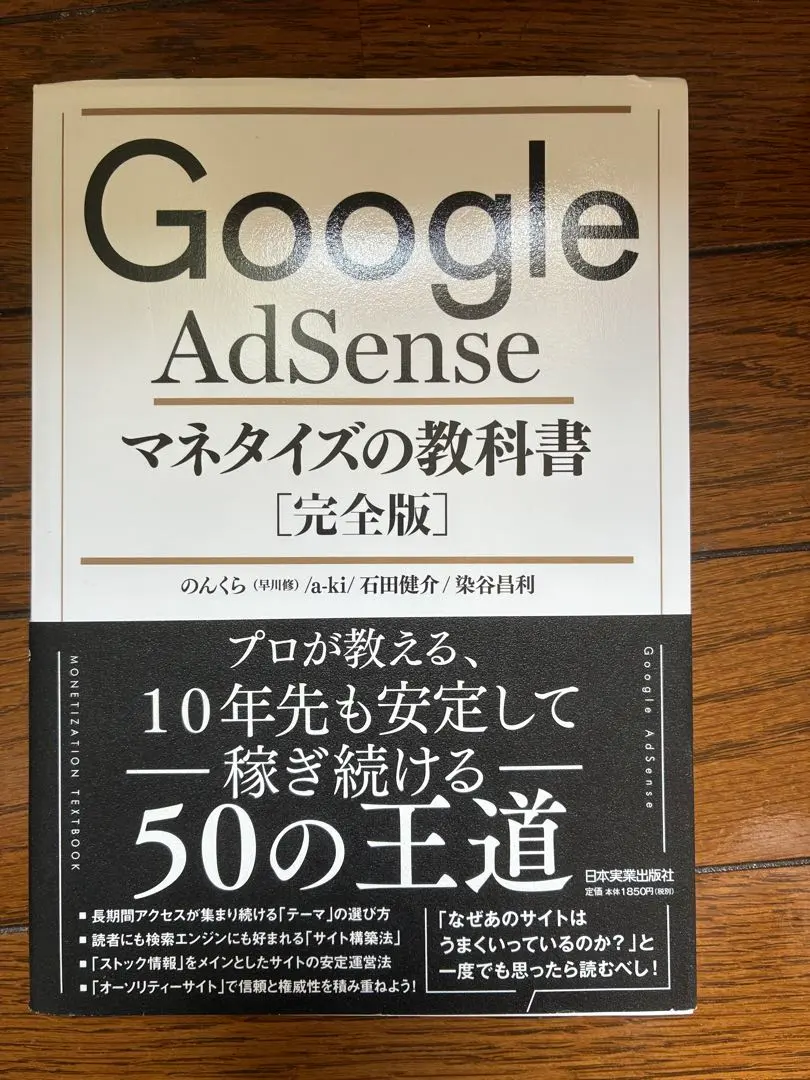 Google
AdSense
マネタイズの教科書
［完全版］
のんくら（早川修）/a-ki/石田健介/染谷昌利
プロが教える、
10年先も安定して
稼ぎ続ける
50の王道
MONETIZATION TEXTBOOK
Google AdSense
日本実業出版社
定価 本体1850円（税別）
■ 長期間アクセスが集まり続ける「テーマ」の選び方
■ 読者にも検索エンジンにも好まれる「サイト構築法」
■ 「ストック情報」をメインとしたサイトの安定運営法
■ 「オーソリティーサイト」で信頼と権威性を積み重ねよう！
「なぜあのサイトは
うまくいっているのか？」と
一度でも思ったら読むべし！